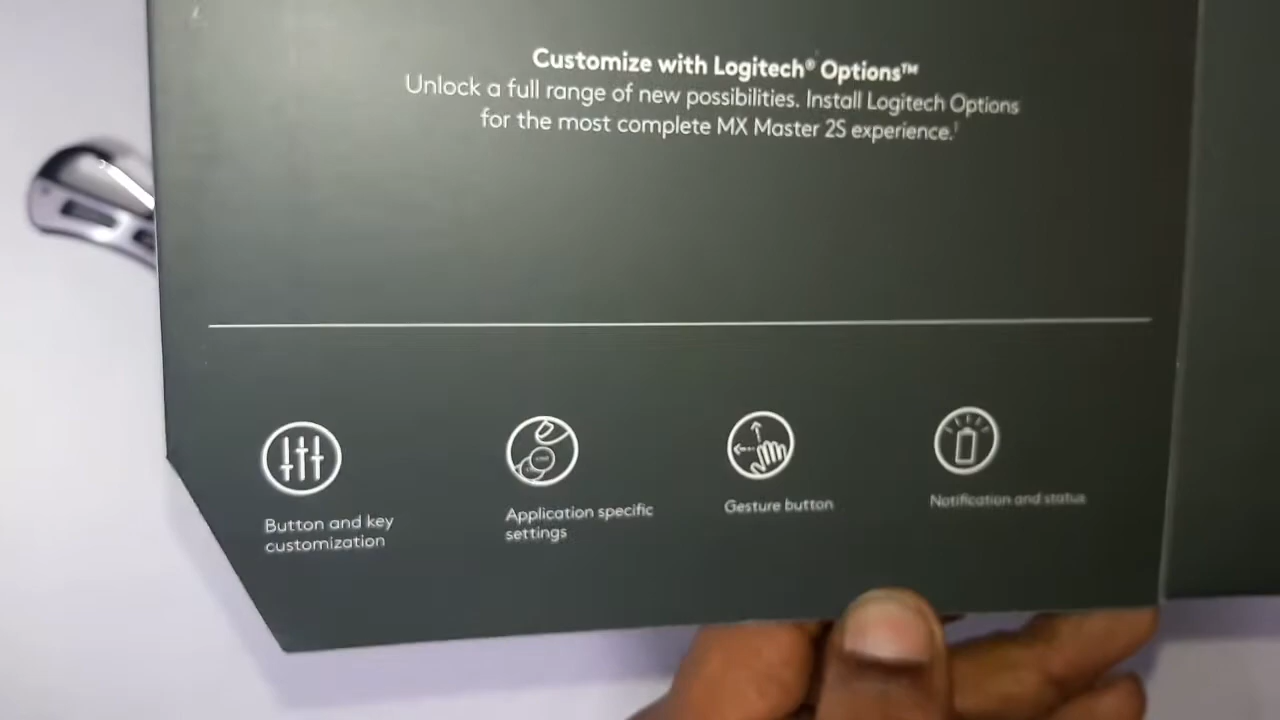 Customize with Logitech® Options™
Unlock a full range of new possibilities. Install Logitech Options
for the most complete MX Master 2S experience.¹
Button and key
customization
Application specific
settings
Gesture button
Notification and status